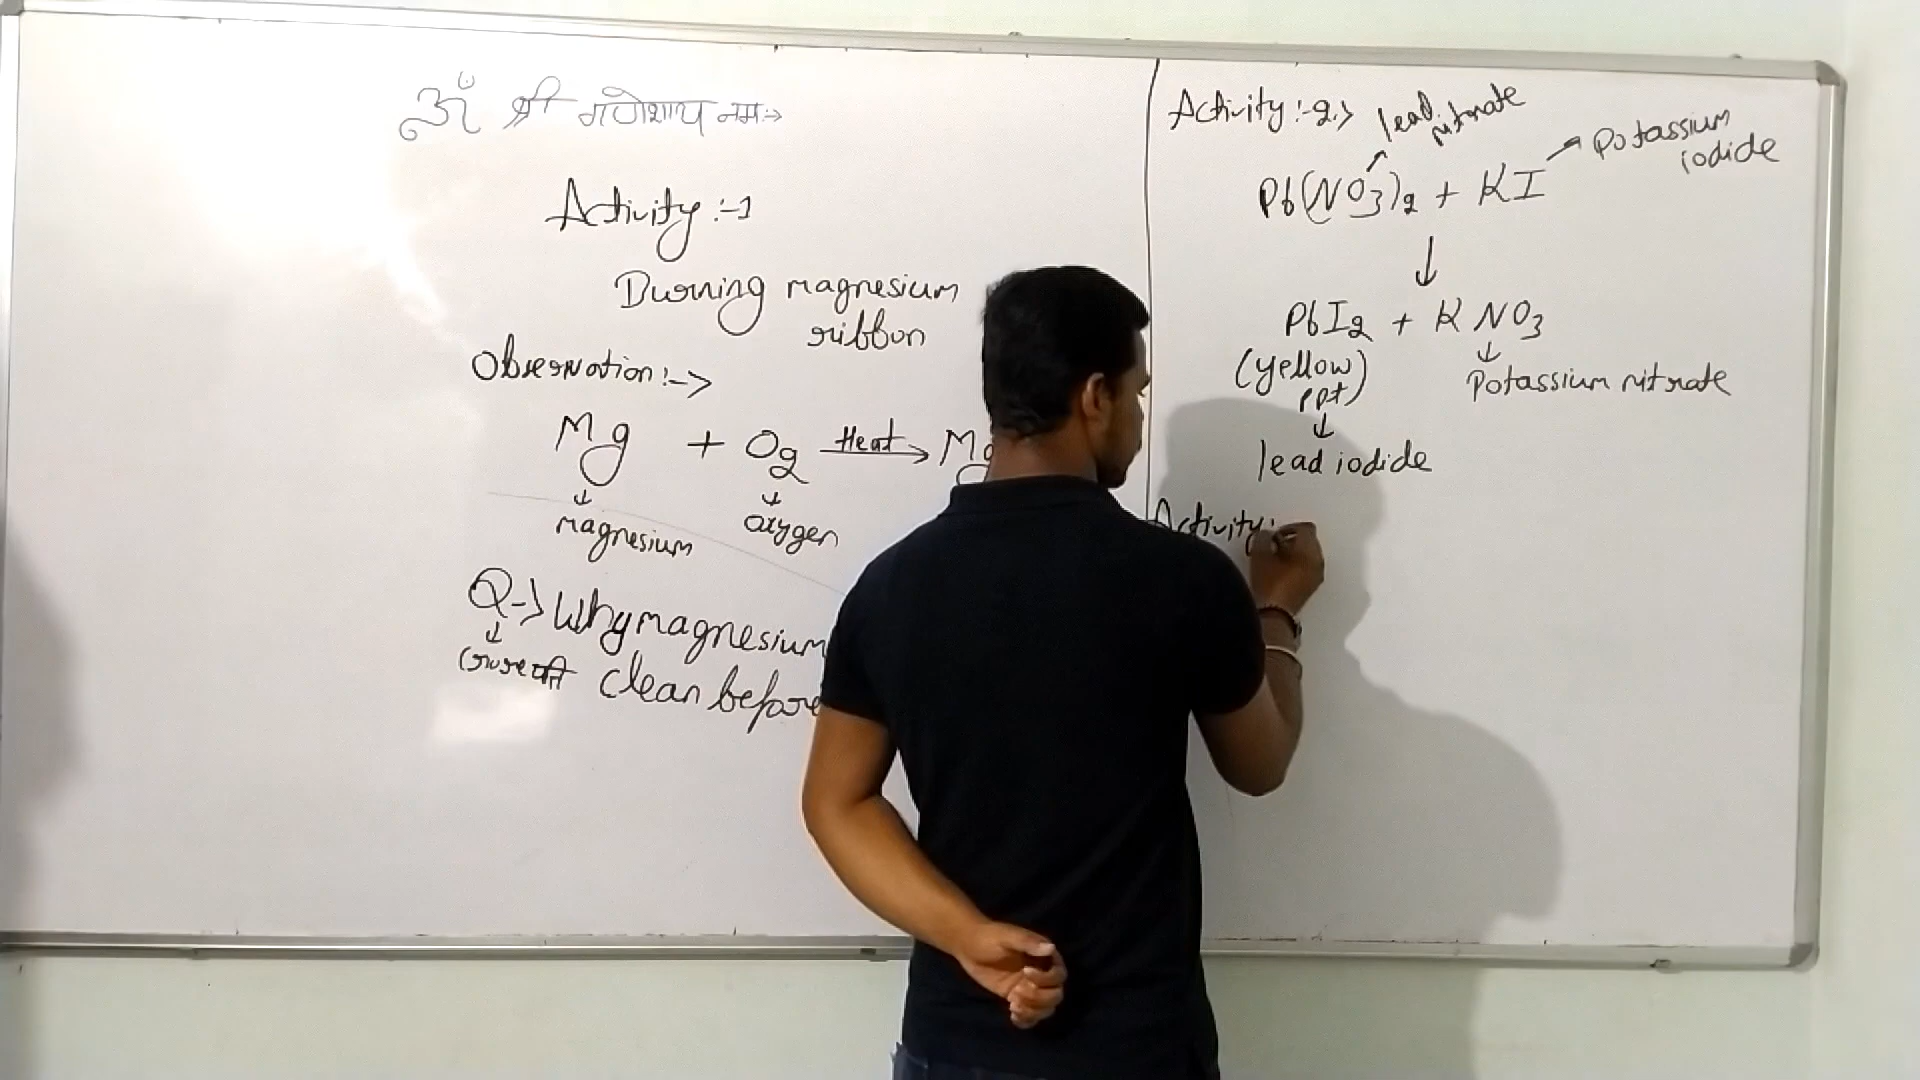 ॐ श्री गणेशाय नमः→
Activity :-1
Burning magnesium
ribbon
Observation :->
Mg + O2 Heat → Mg
↓ ↓
magnesium oxygen
Q-> Why magnesium
↓
clean before
Activity :-2.>
lead nitrate
Pb(NO3)2 + KI → Potassium iodide
↓
PbI2 + KNO3
(yellow ppt) ↓
Potassium nitrate
↓
lead iodide
Activity: